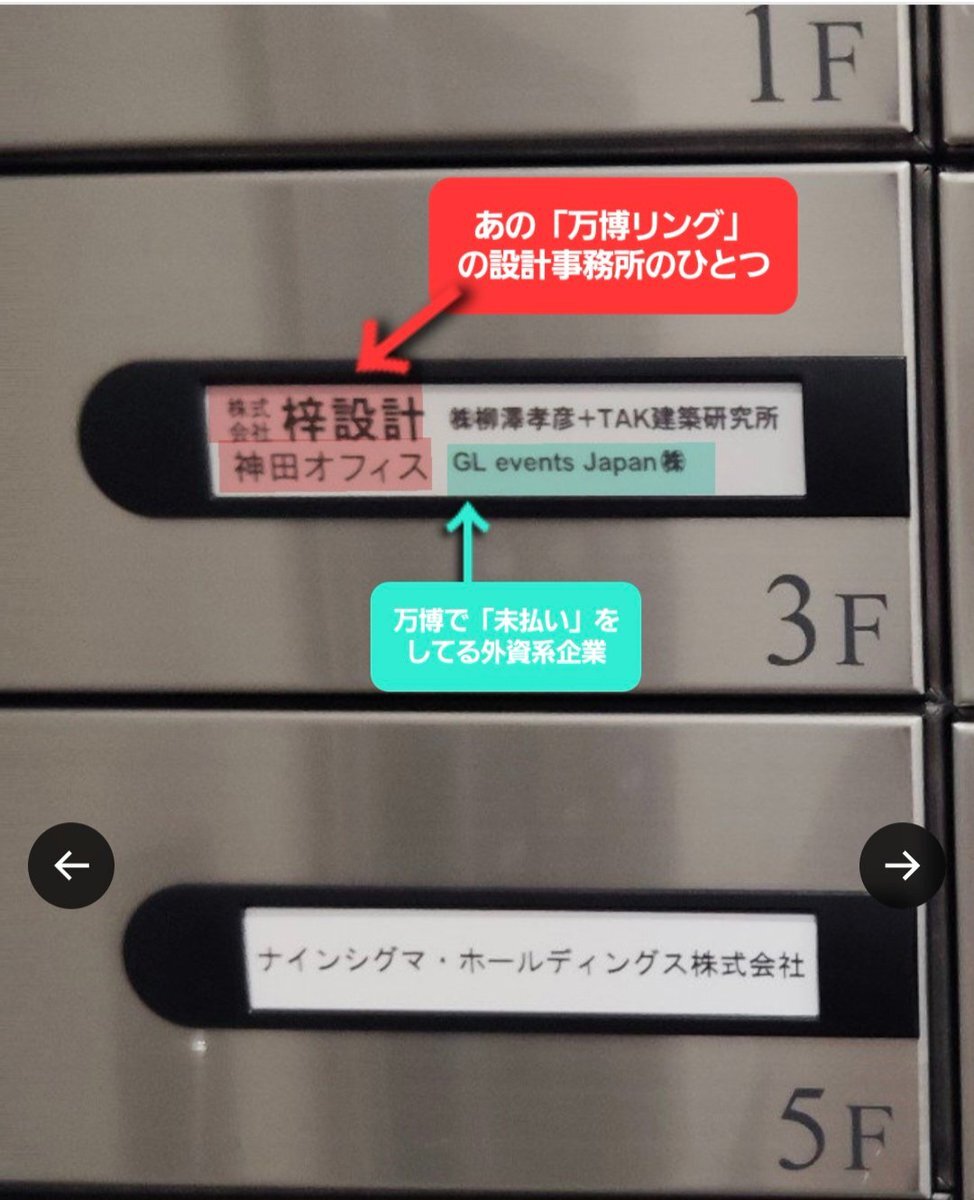 1F
あの「万博リング」
の設計事務所のひとつ
株式会社 梓設計
神田オフィス
㈱柳澤孝彦+TAK建築研究所
GL events Japan㈱
万博で「未払い」を
してる外資系企業
3F
ナインシグマ・ホールディングス株式会社
5F